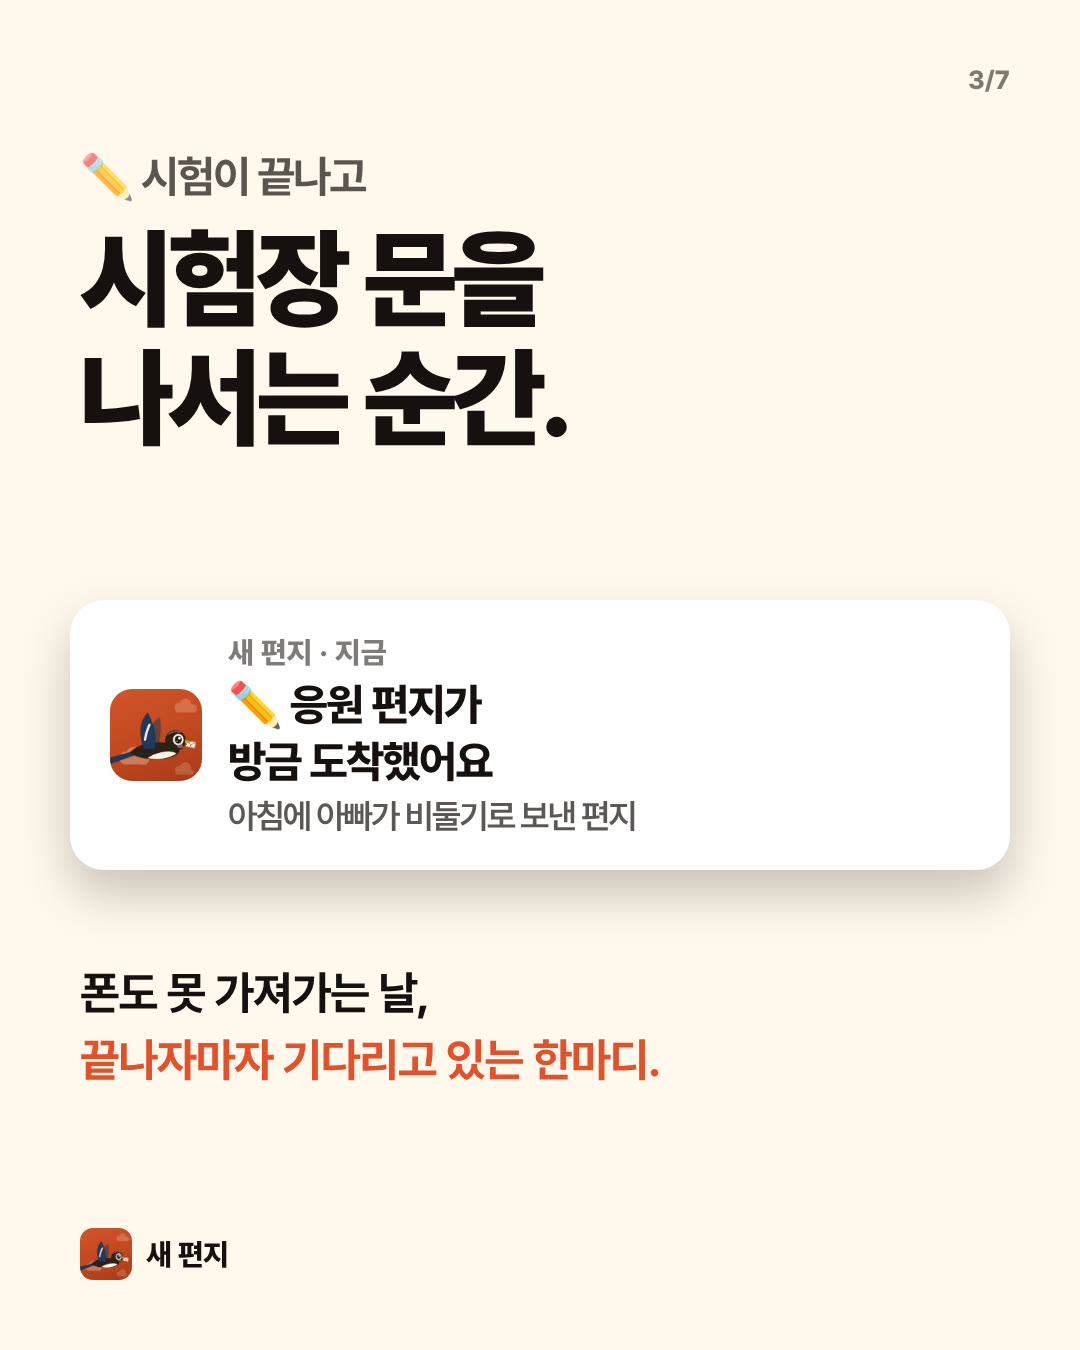 3/7
✏️ 시험이 끝나고
시험장 문을
나서는 순간.
새 편지 · 지금
✏️ 응원 편지가
방금 도착했어요
아침에 아빠가 비둘기로 보낸 편지
폰도 못 가져가는 날,
끝나자마자 기다리고 있는 한마디.
새 편지